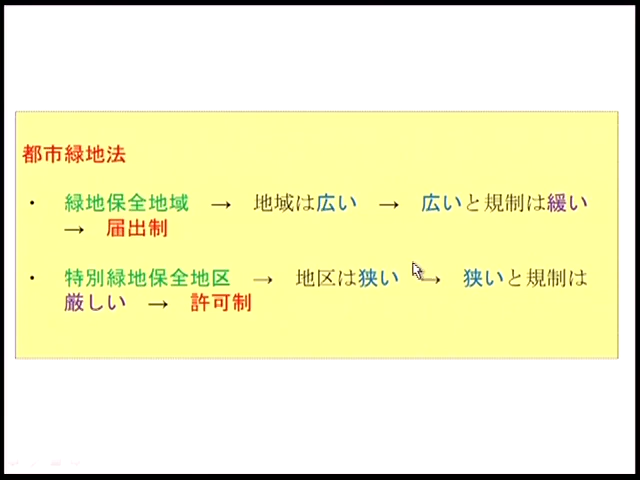 都市緑地法
・ 緑地保全地域 → 地域は広い → 広いと規制は緩い
→ 届出制
・ 特別緑地保全地区 → 地区は狭い → 狭いと規制は
厳しい → 許可制